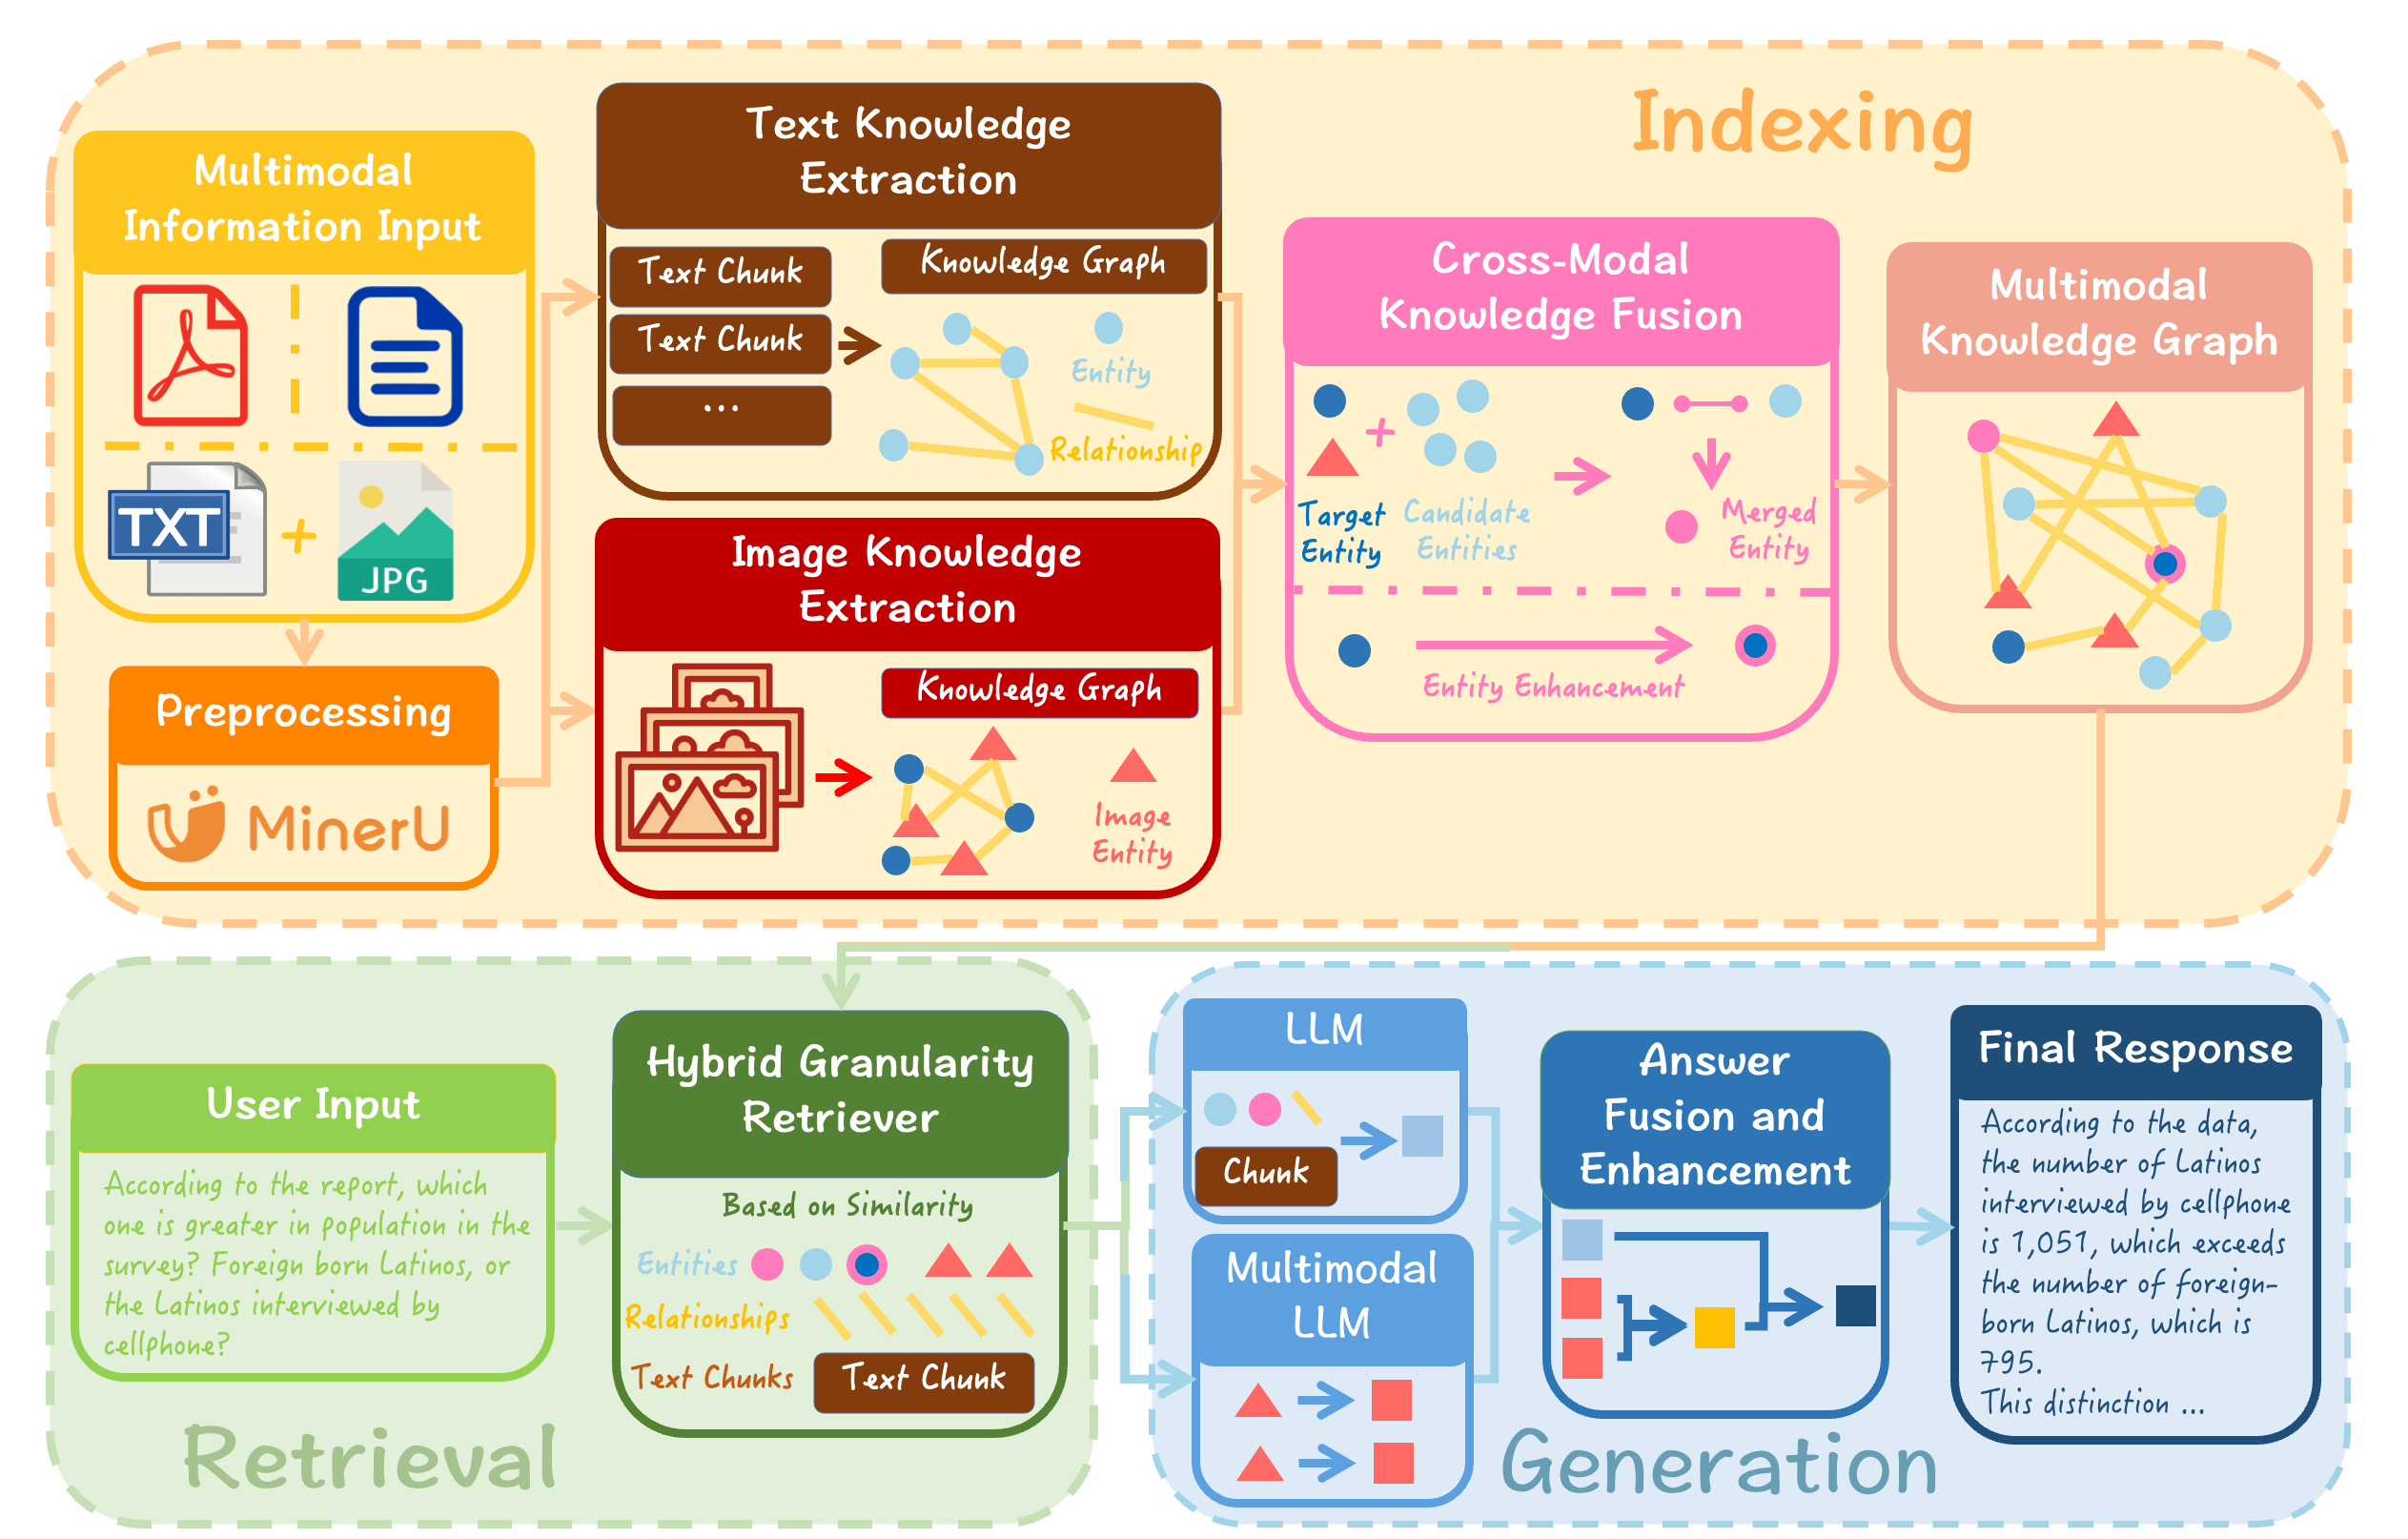 Indexing
Multimodal
Information Input
TXT
JPG
Preprocessing
MinerU
Text Knowledge
Extraction
Text Chunk
Text Chunk
...
Knowledge Graph
Entity
Relationship
Image Knowledge
Extraction
Knowledge Graph
Image
Entity
Cross-Modal
Knowledge Fusion
Target
Entity
Candidate
Entities
Merged
Entity
Entity Enhancement
Multimodal
Knowledge Graph
User Input
According to the report, which
one is greater in population in the
survey? Foreign born Latinos, or
the Latinos interviewed by
cellphone?
Retrieval
Hybrid Granularity
Retriever
Based on Similarity
Entities
Relationships
Text Chunks
Text Chunk
LLM
Chunk
Multimodal
LLM
Answer
Fusion and
Enhancement
Final Response
According to the data,
the number of Latinos
interviewed by cellphone
is 1,051, which exceeds
the number of foreign-
born Latinos, which is
795.
This distinction ...
Generation